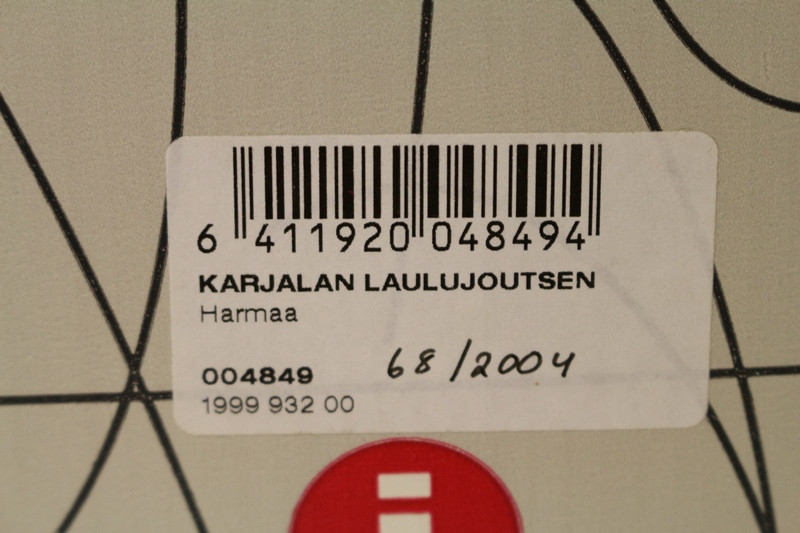 6 411920 048494
KARJALAN LAULUJOUTSEN
Harmaa
004849 68/2004
1999 932 00
i